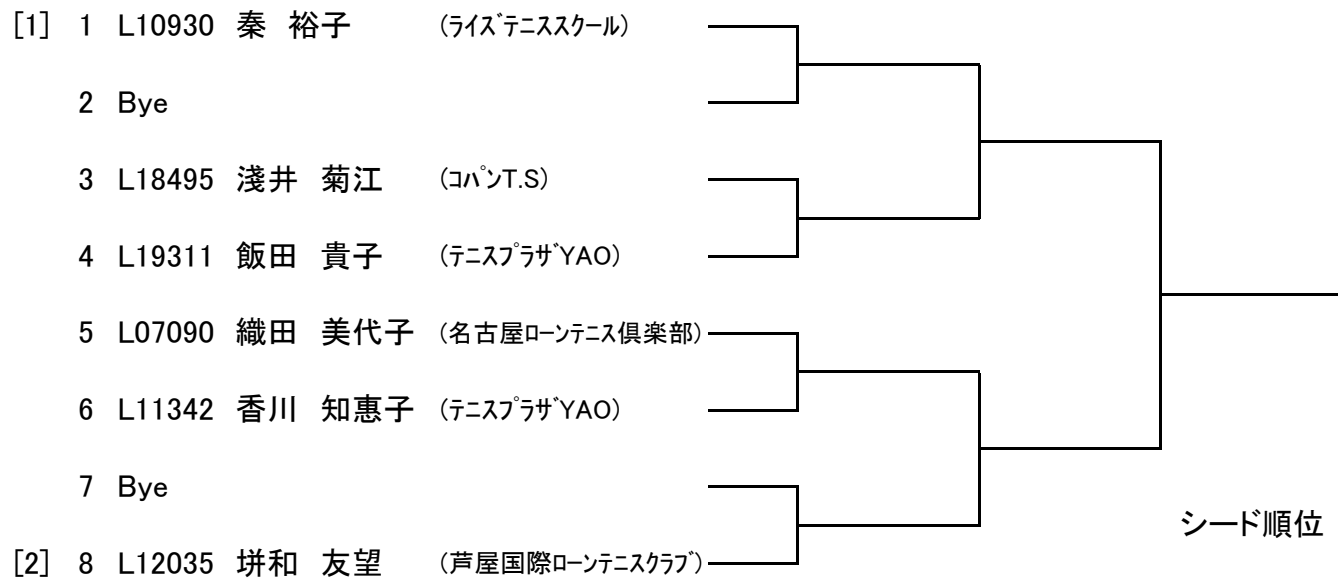 [1] 1 L10930 秦 裕子 (ﾗｲｽﾞﾃﾆｽｽｸｰﾙ)
2 Bye
3 L18495 淺井 菊江 (ｺﾊﾟﾝT.S)
4 L19311 飯田 貴子 (ﾃﾆｽﾌﾟﾗｻﾞYAO)
5 L07090 織田 美代子 (名古屋ﾛｰﾝﾃﾆｽ倶楽部)
6 L11342 香川 知惠子 (ﾃﾆｽﾌﾟﾗｻﾞYAO)
7 Bye
シード順位
[2] 8 L12035 垪和 友望 (芦屋国際ﾛｰﾝﾃﾆｽｸﾗﾌﾞ)